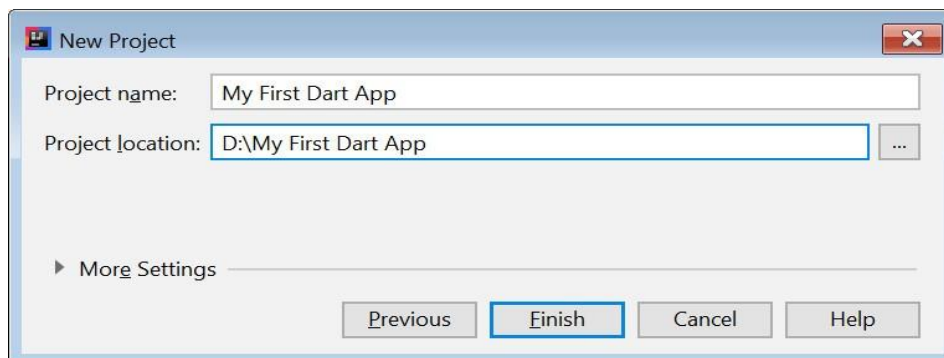 New Project
Project name: My First Dart App
Project location: D:\My First Dart App ...
More Settings
Previous Finish Cancel Help